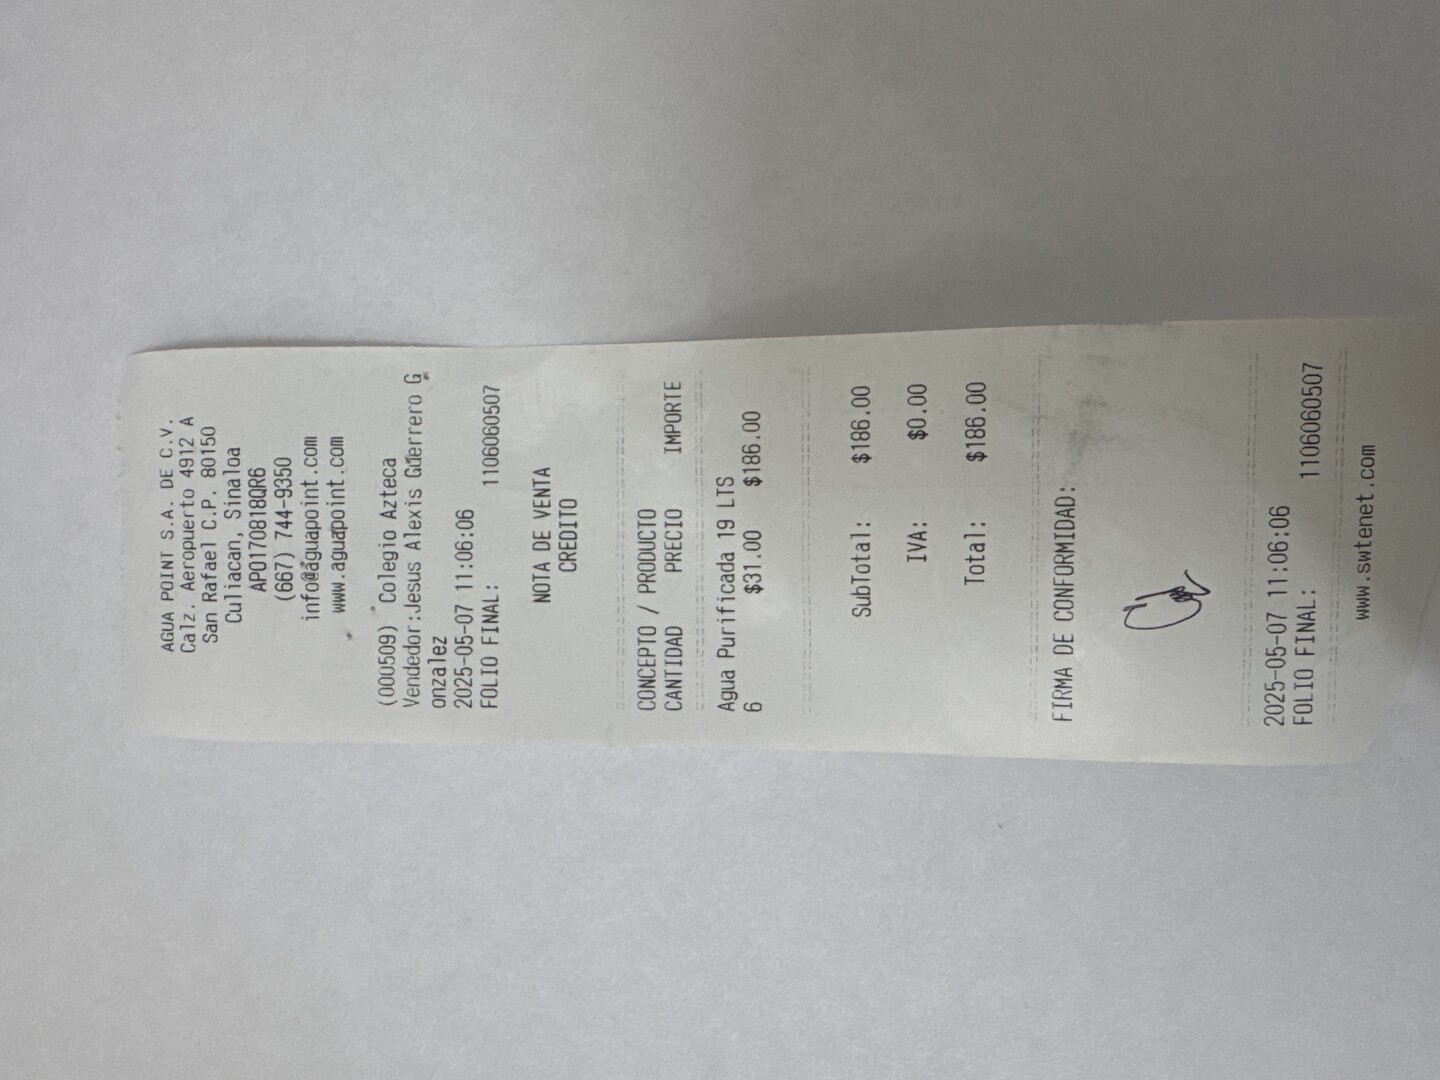 AGUA POINT S.A. DE C.V.
Calz. Aeropuerto 4912 A
San Rafael C.P. 80150
Culiacan, Sinaloa
APO170818QR6
(667) 744-9350
info@aguapoint.com
www.aguapoint.com
(000509) Colegio Azteca
Vendedor:Jesus Alexis Guerrero G
onzalez
2025-05-07 11:06:06
FOLIO FINAL: 1106060507
NOTA DE VENTA
CREDITO
CONCEPTO / PRODUCTO
CANTIDAD PRECIO IMPORTE
Agua Purificada 19 LTS
6 $31.00 $186.00
SubTotal: $186.00
IVA: $0.00
Total: $186.00
FIRMA DE CONFORMIDAD:
2025-05-07 11:06:06
FOLIO FINAL: 1106060507
www.swtenet.com